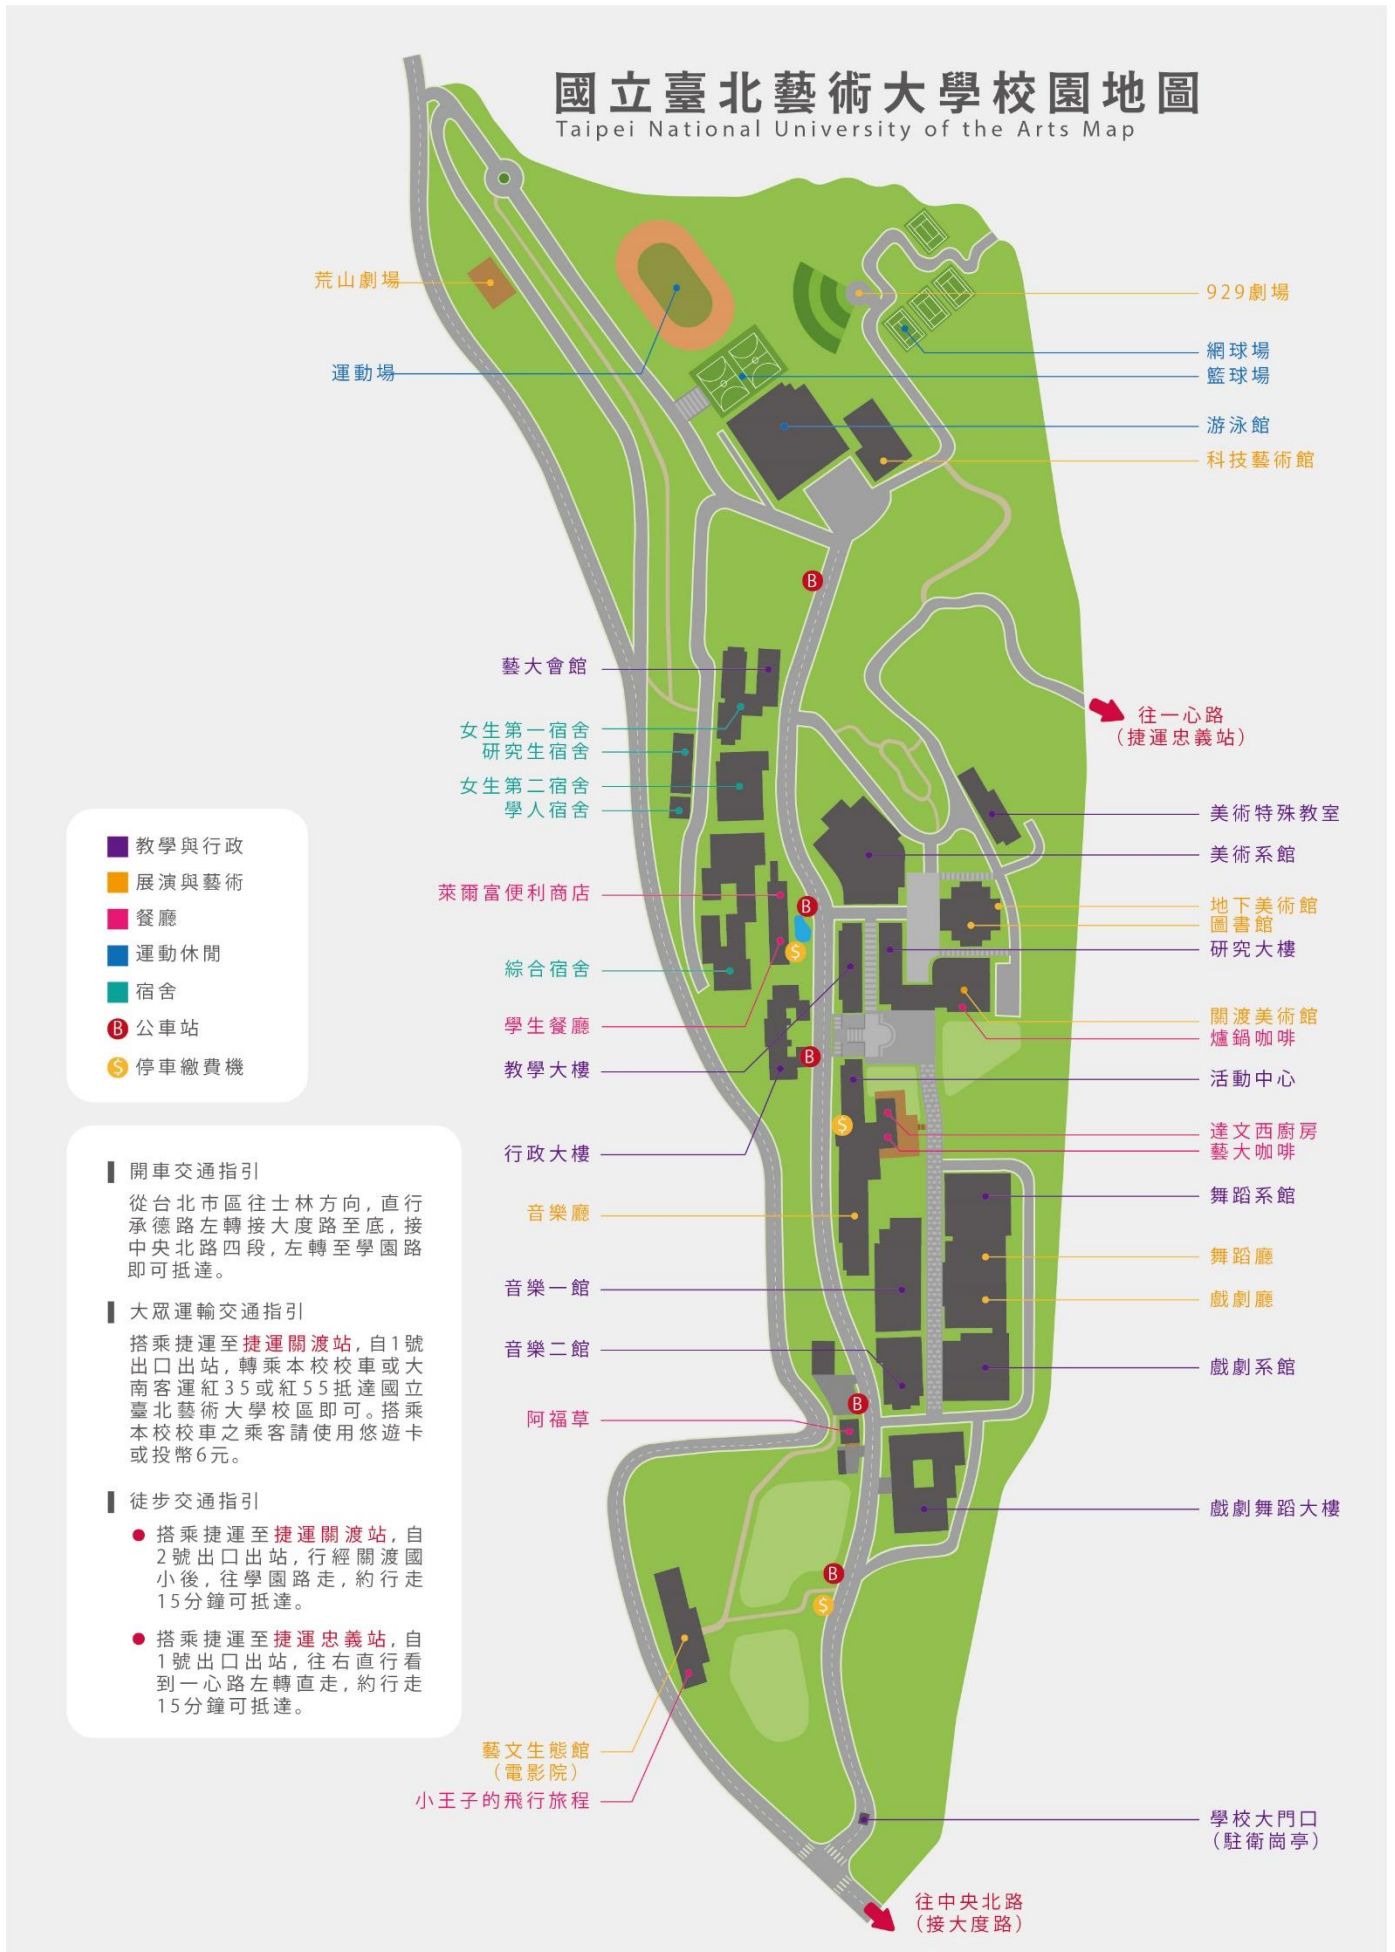 國立臺北藝術大學校園地圖
Taipei National University of the Arts Map
荒山劇場
運動場
929劇場
網球場
籃球場
游泳館
科技藝術館
B
藝大會館
女生第一宿舍
研究生宿舍
女生第二宿舍
學人宿舍
萊爾富便利商店
綜合宿舍
學生餐廳
教學大樓
行政大樓
音樂廳
音樂一館
音樂二館
阿福草
藝文生態館
(電影院)
小王子的飛行旅程
往一心路
(捷運忠義站)
美術特殊教室
美術系館
地下美術館
圖書館
研究大樓
關渡美術館
爐鍋咖啡
活動中心
達文西廚房
藝大咖啡
舞蹈系館
舞蹈廳
戲劇廳
戲劇系館
戲劇舞蹈大樓
學校大門口
(駐衛崗亭)
往中央北路
(接大度路)
B
$
B
$
B
B
$
教學與行政
展演與藝術
餐廳
運動休閒
宿舍
B 公車站
$ 停車繳費機
開車交通指引
從台北市區往士林方向,直行
承德路左轉接大度路至底,接
中央北路四段,左轉至學園路
即可抵達。
大眾運輸交通指引
搭乘捷運至捷運關渡站,自1號
出口出站,轉乘本校校車或大
南客運紅35或紅55抵達國立
臺北藝術大學校區即可。搭乘
本校校車之乘客請使用悠遊卡
或投幣6元。
徒步交通指引
搭乘捷運至捷運關渡站,自
2號出口出站,行經關渡國
小後,往學園路走,約行走
15分鐘可抵達。
搭乘捷運至捷運忠義站,自
1號出口出站,往右直行看
到一心路左轉直走,約行走
15分鐘可抵達。